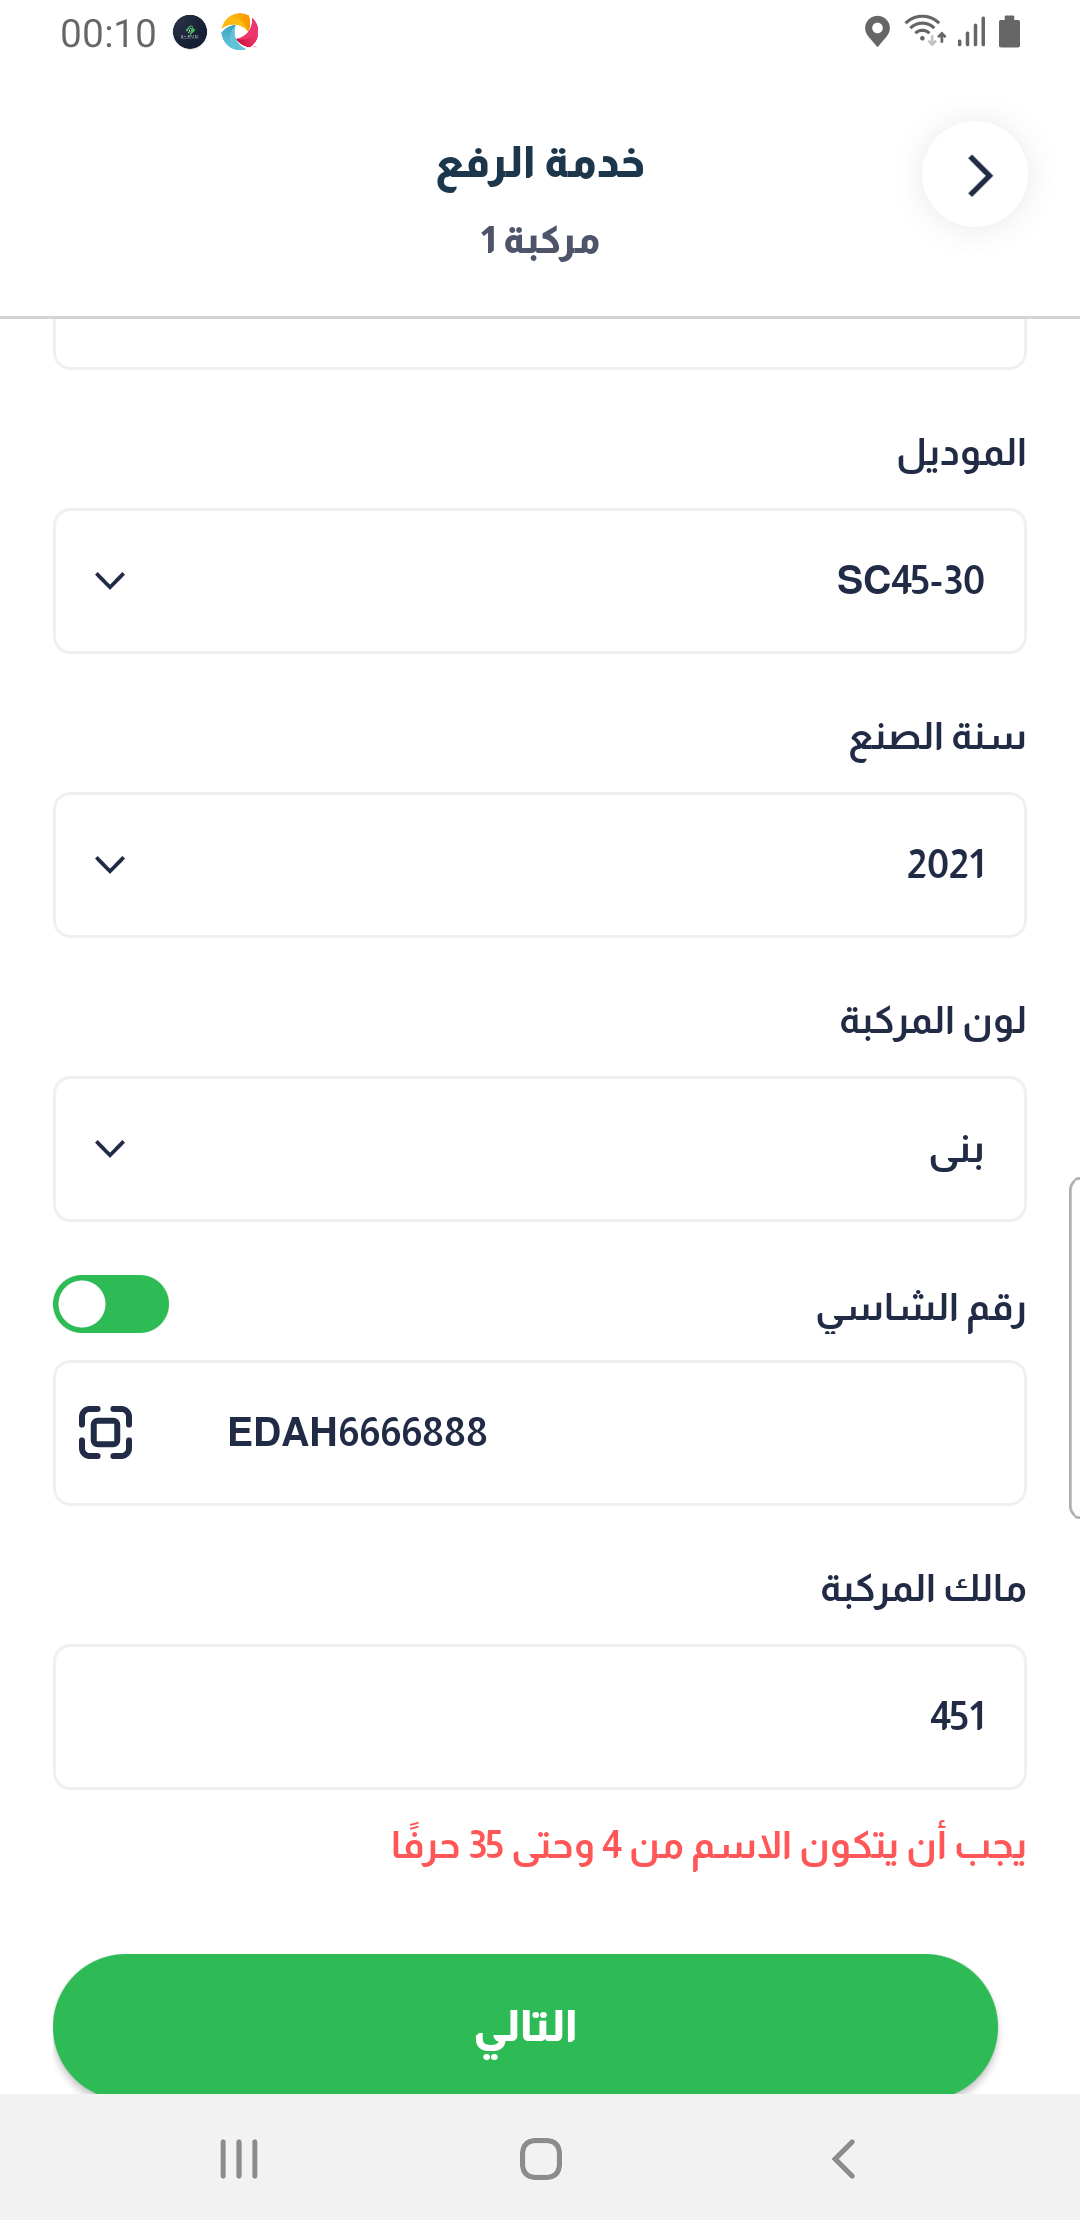 00:10
خدمة الرفع
مركبة 1
الموديل
SC45-30
سنة الصنع
2021
لون المركبة
بنى
رقم الشاسي
EDAH6666888
مالك المركبة
451
يجب أن يتكون الاسم من 4 وحتى 35 حرفًا
التالي